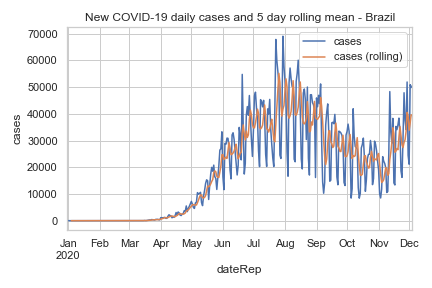 New COVID-19 daily cases and 5 day rolling mean - Brazil
cases
cases (rolling)
70000
60000
50000
40000
30000
20000
10000
0
cases
Jan Feb Mar Apr May Jun Jul Aug Sep Oct Nov Dec
2020
dateRep